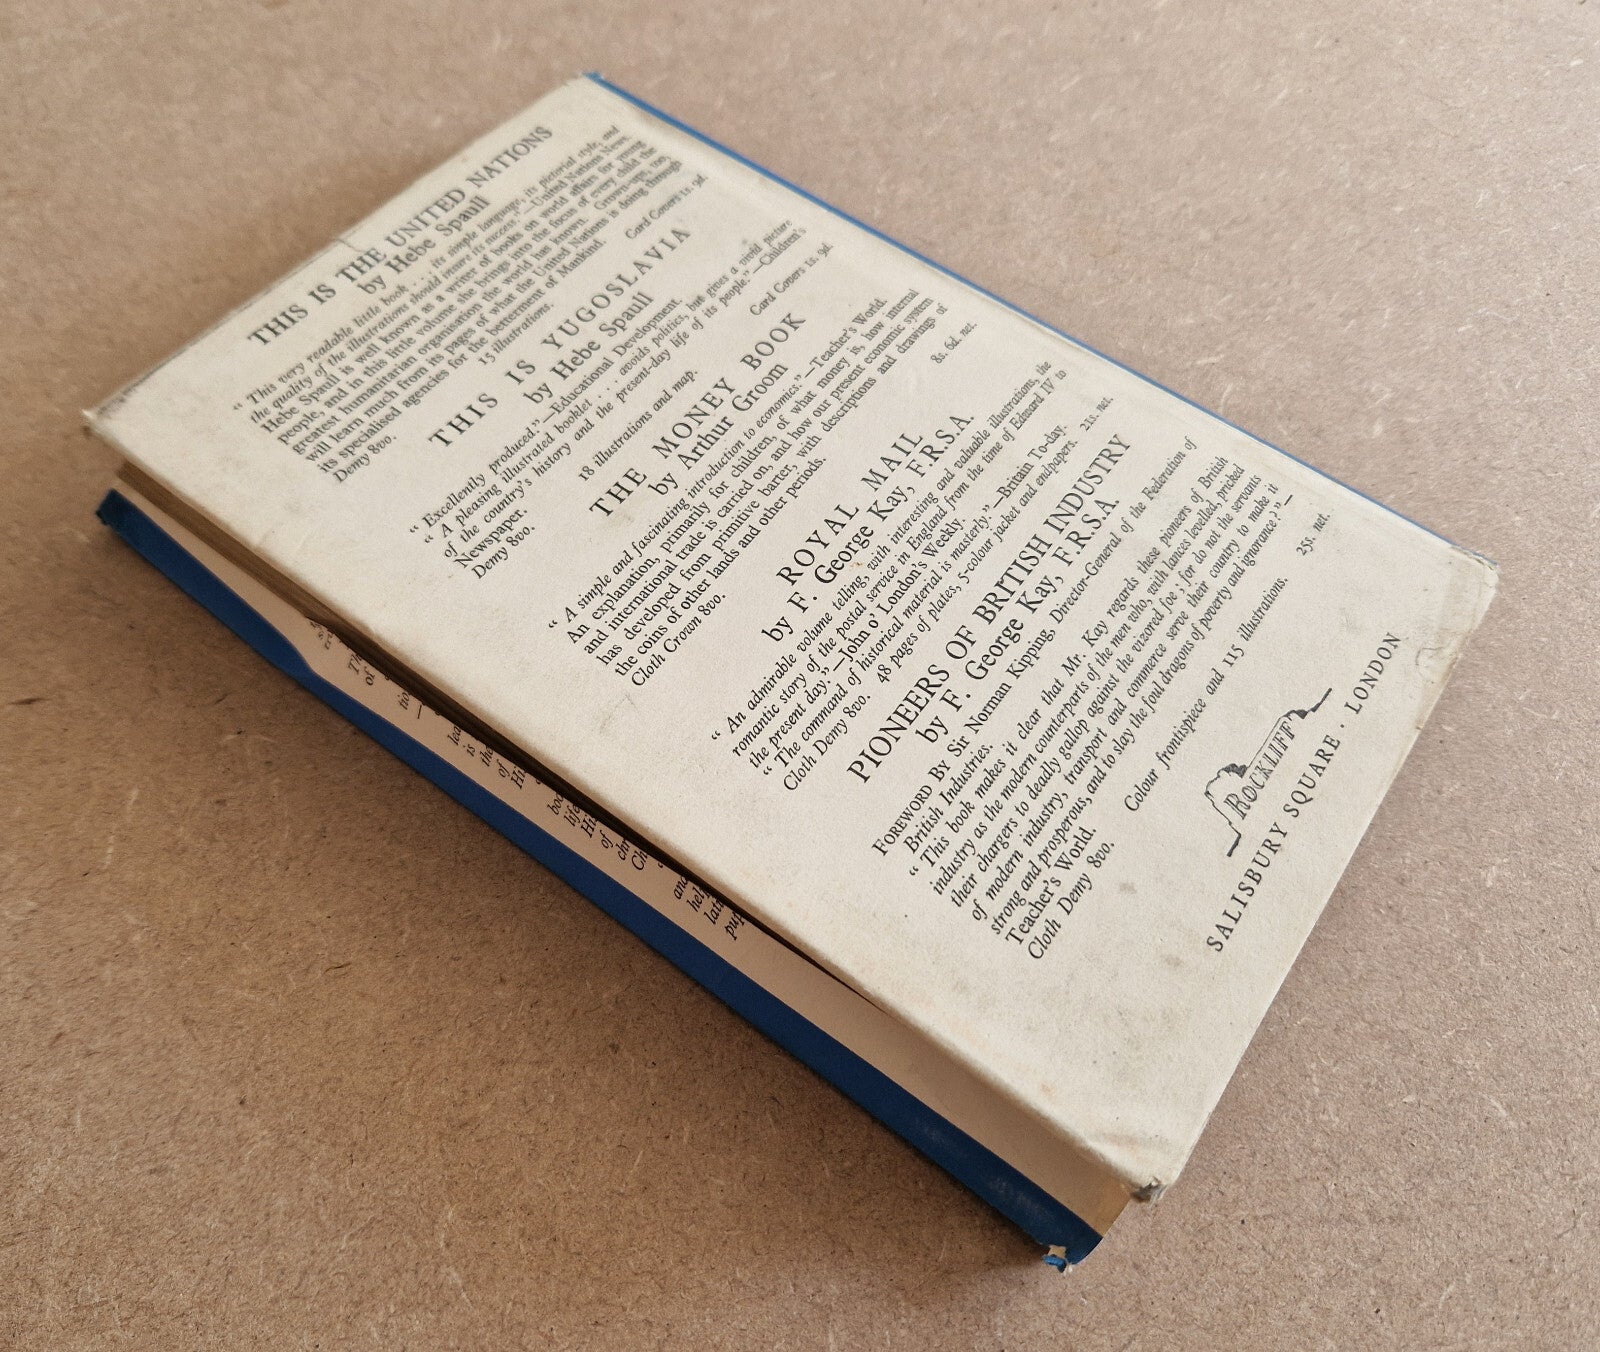 THIS IS THE UNITED NATIONS
by Hebe Spaull
“ This very readable little book . . . its simple language, its pictorial style, and
the quality of the illustrations should insure its success.”—United Nations News.
Hebe Spaull is well known as a writer of books on world affairs for young
people, and in this little volume she brings into the focus of every child the
greatest humanitarian organisation the world has known. Grown-ups, too,
will learn much from its pages of what the United Nations is doing through
its specialised agencies for the betterment of Mankind.
Demy 8vo. 15 illustrations. Card Covers 1s. 9d.
THIS IS YUGOSLAVIA
by Hebe Spaull
“ Excellently produced.”—Educational Development.
“ A pleasing illustrated booklet . . . avoids politics, but gives a vivid picture
of the country's history and the present-day life of its people.”—Children's
Newspaper.
Demy 8vo. 18 illustrations and map. Card Covers 1s. 9d.
THE MONEY BOOK
by Arthur Groom
“ A simple and fascinating introduction to economics.”—Teacher's World.
An explanation, primarily for children, of what money is, how internal
and international trade is carried on, and how our present economic system
has developed from primitive barter, with descriptions and drawings of
the coins of other lands and other periods.
Cloth Crown 8vo. 8s. 6d. net.
ROYAL MAIL
by F. George Kay, F.R.S.A.
“ An admirable volume telling, with interesting and valuable illustrations, the
romantic story of the postal service in England from the time of Edward IV to
the present day.”—John o' London's Weekly.
“ The command of historical material is masterly.”—Britain To-day.
Cloth Demy 8vo. 48 pages of plates, 5-colour jacket and endpapers. 21s. net.
PIONEERS OF BRITISH INDUSTRY
by F. George Kay, F.R.S.A.
FOREWORD By Sir Norman Kipping, Director-General of the Federation of
British Industries.
“ This book makes it clear that Mr. Kay regards these pioneers of British
industry as the modern counterparts of the men who, with lances levelled, pricked
their chargers to deadly gallop against the vizored foe ; for do not the servants
of modern industry, transport and commerce serve their country to make it
strong and prosperous, and to slay the foul dragons of poverty and ignorance?”—
Teacher's World.
Cloth Demy 8vo. Colour frontispiece and 115 illustrations. 25s. net.
ROCKLIFF
SALISBURY SQUARE · LONDON
Th
of
tio
lea
is
the
of
Hi
boo
life
Hi
of
chr
Ch
and
help
latt
pupp